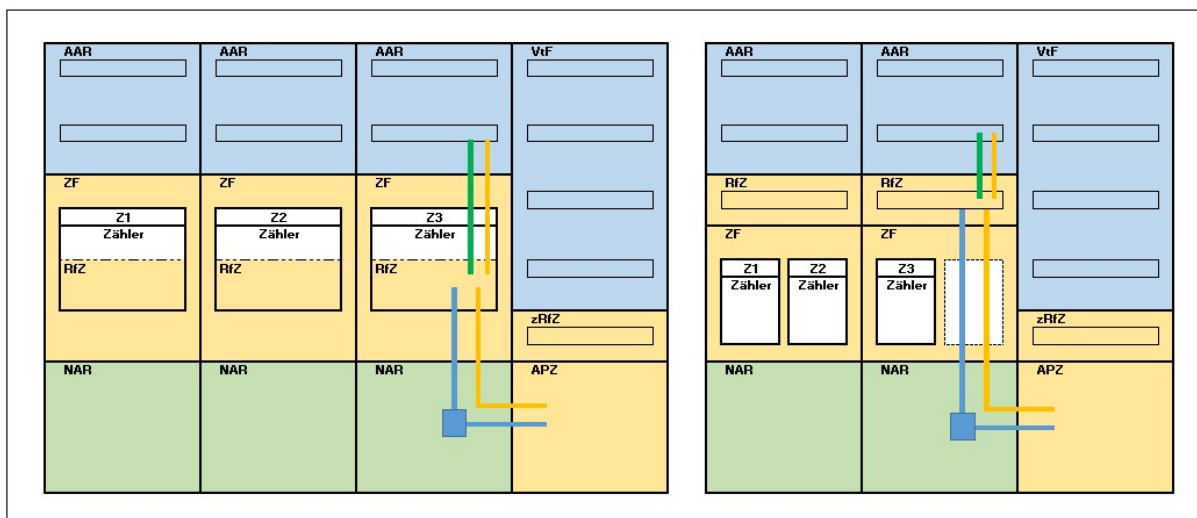 AAR AAR AAR VtF
ZF ZF ZF
Z1 Z2 Z3
Zähler Zähler Zähler
RfZ RfZ RfZ
zRfZ
NAR NAR NAR APZ
AAR AAR VtF
RfZ RfZ
ZF ZF
Z1 Z2 Z3
Zähler Zähler Zähler
zRfZ
NAR NAR APZ